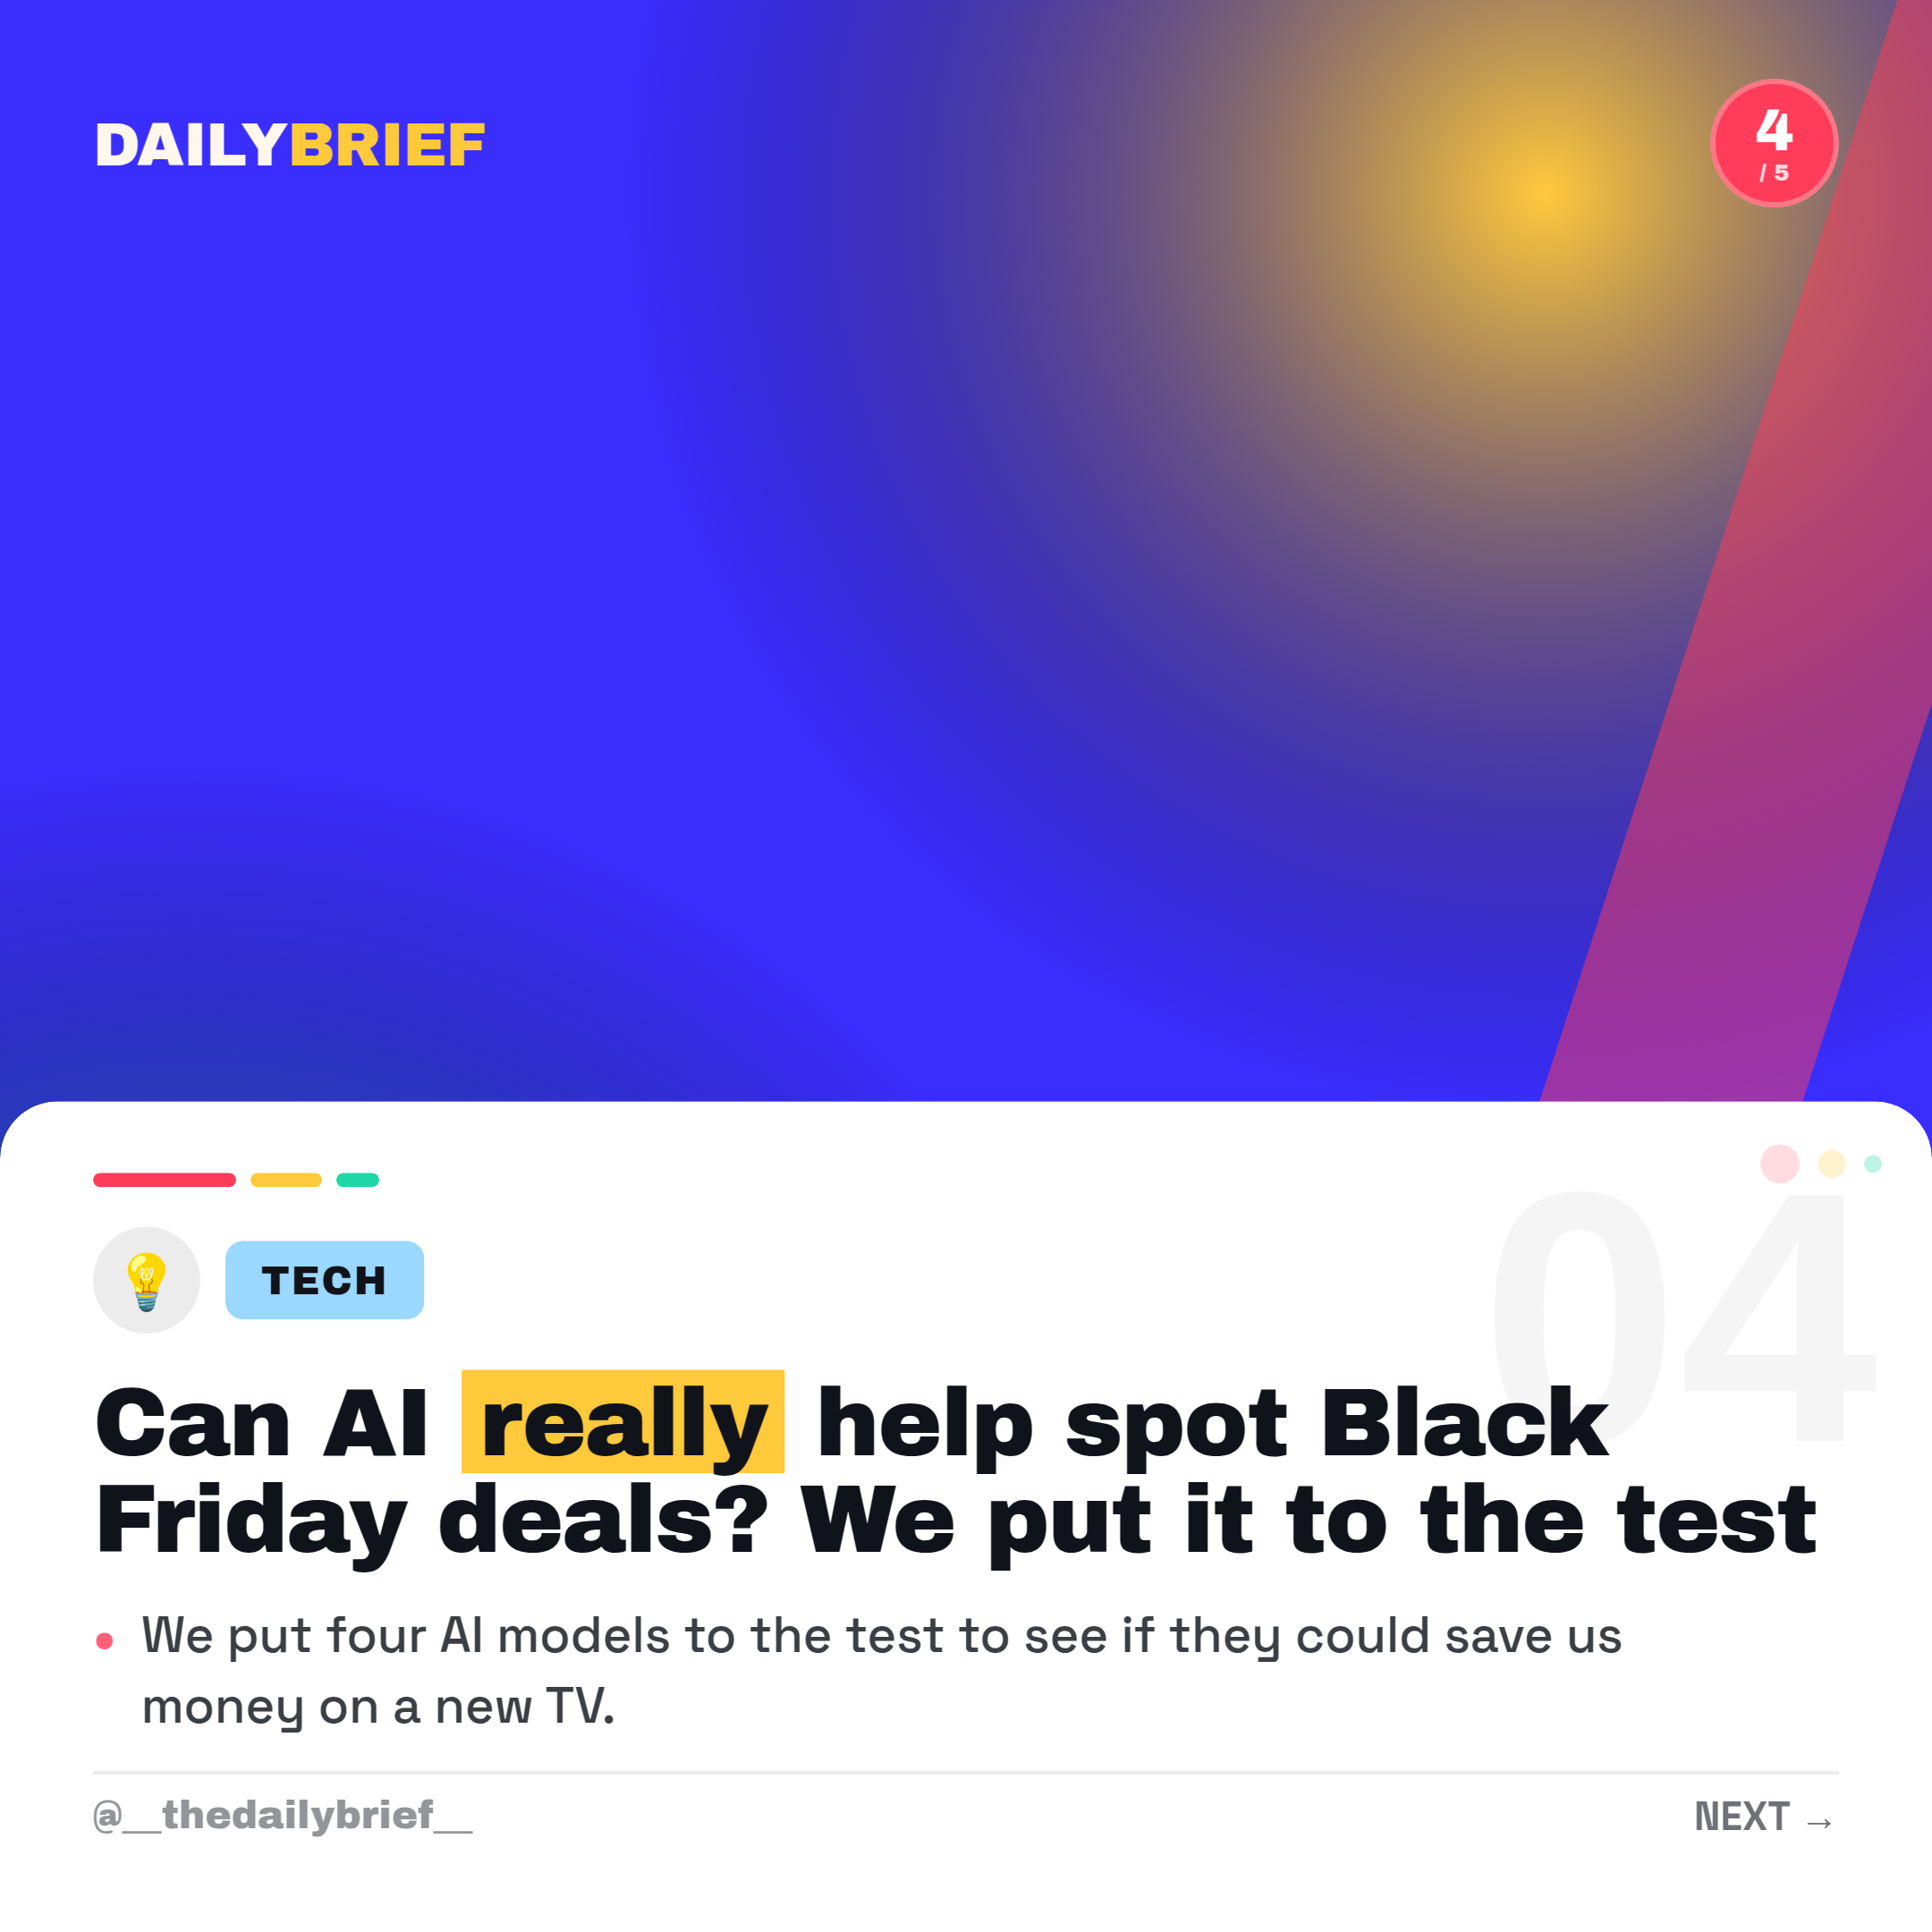 DAILYBRIEF
4
/ 5
04
TECH
Can AI really help spot Black
Friday deals? We put it to the test
• We put four AI models to the test to see if they could save us
money on a new TV.
@__thedailybrief__
NEXT →